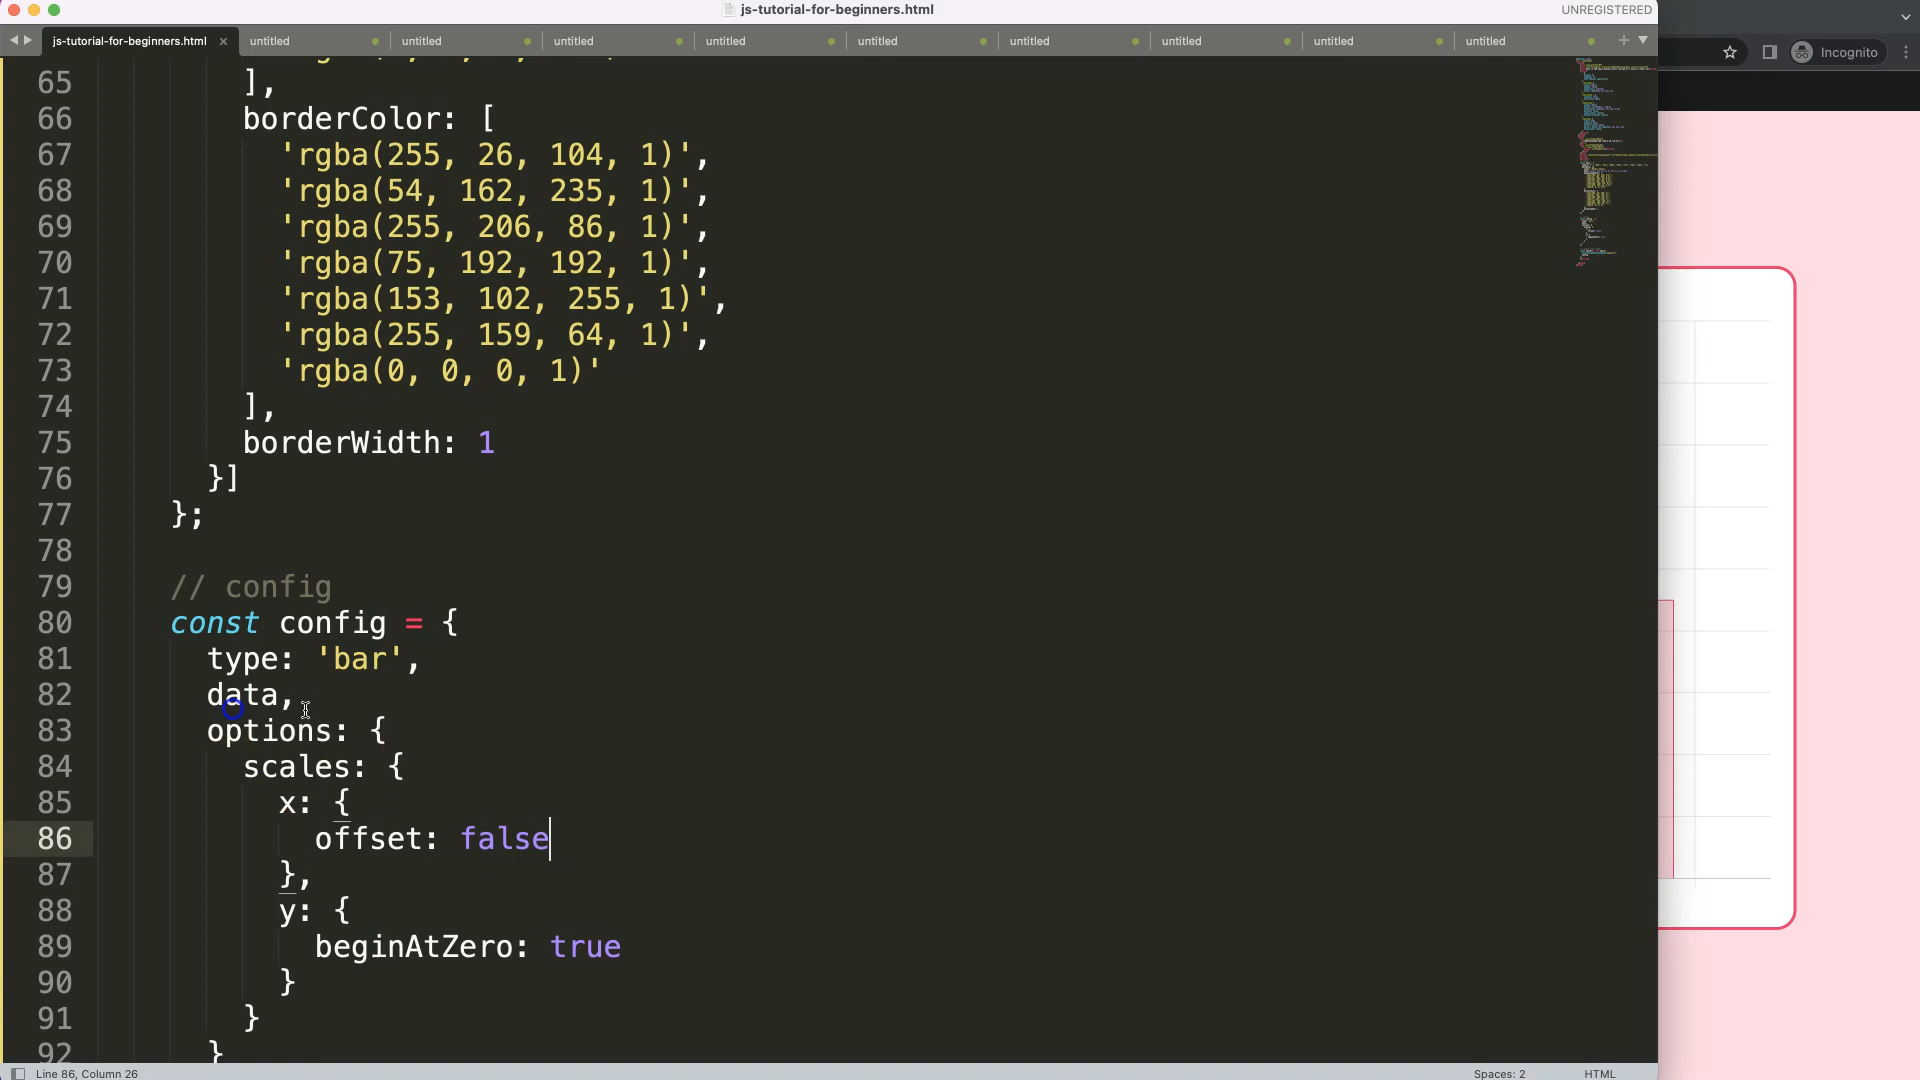 js-tutorial-for-beginners.html
UNREGISTERED
js-tutorial-for-beginners.html × untitled untitled untitled untitled untitled untitled untitled untitled untitled
Incognito
65 ],
66 borderColor: [
67 'rgba(255, 26, 104, 1)',
68 'rgba(54, 162, 235, 1)',
69 'rgba(255, 206, 86, 1)',
70 'rgba(75, 192, 192, 1)',
71 'rgba(153, 102, 255, 1)',
72 'rgba(255, 159, 64, 1)',
73 'rgba(0, 0, 0, 1)'
74 ],
75 borderWidth: 1
76 }]
77 };
78
79 // config
80 const config = {
81 type: 'bar',
82 data,
83 options: {
84 scales: {
85 x: {
86 offset: false
87 },
88 y: {
89 beginAtZero: true
90 }
91 }
92 }
Line 86, Column 26
Spaces: 2
HTML